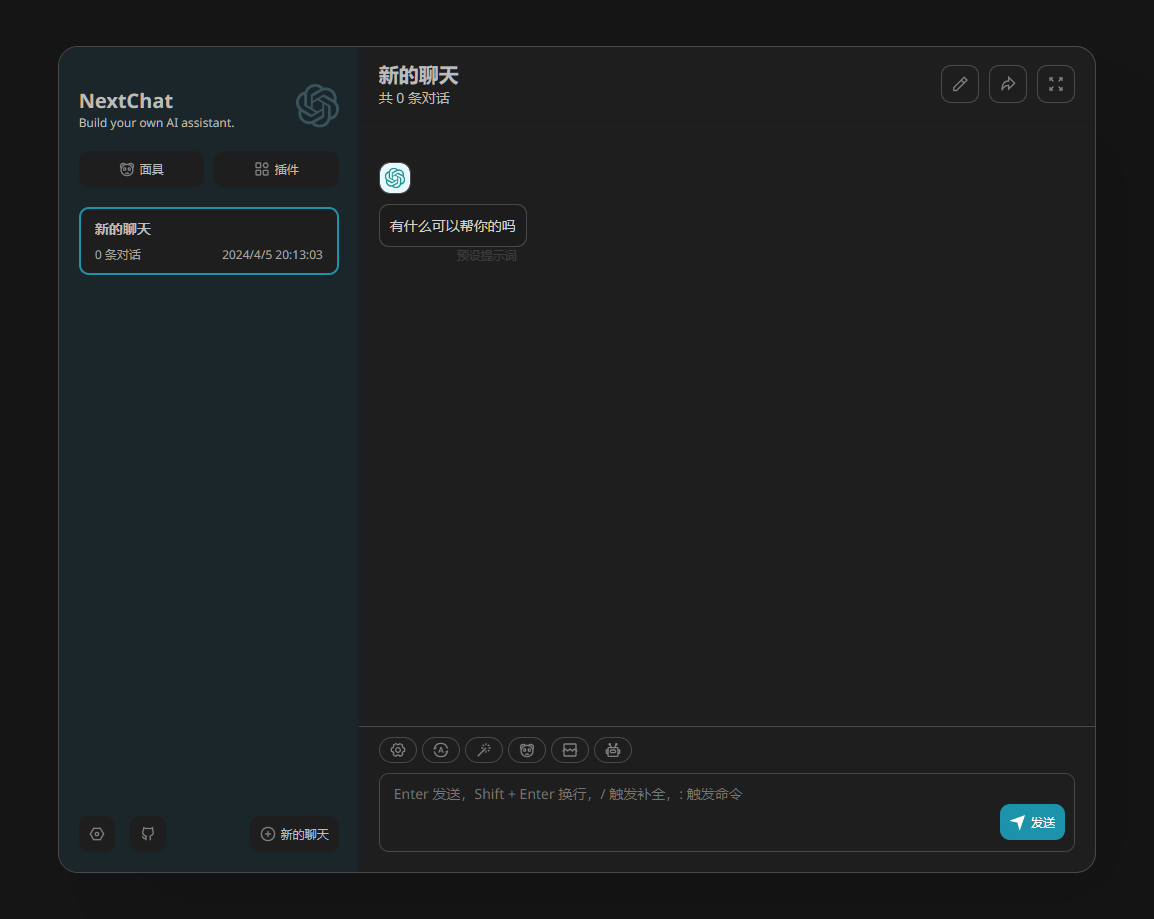 NextChat
Build your own AI assistant.
面具
插件
新的聊天
0 条对话
2024/4/5 20:13:03
新的聊天
新的聊天
共 0 条对话
有什么可以帮你的吗
预设提示词
Enter 发送，Shift + Enter 换行，/ 触发补全，: 触发命令
发送